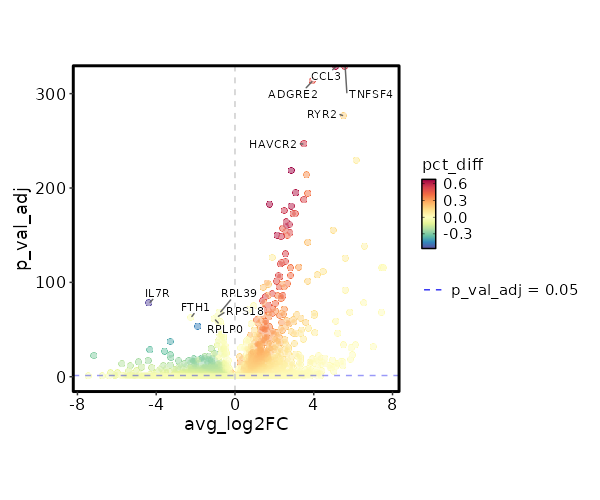 CCL3
ADGRE2
TNFSF4
RYR2
HAVCR2
IL7R
RPL39
FTH1
RPS18
RPLP0
300
200
100
0
p_val_adj
-8
-4
0
4
8
avg_log2FC
pct_diff
0.6
0.3
0.0
-0.3
p_val_adj = 0.05